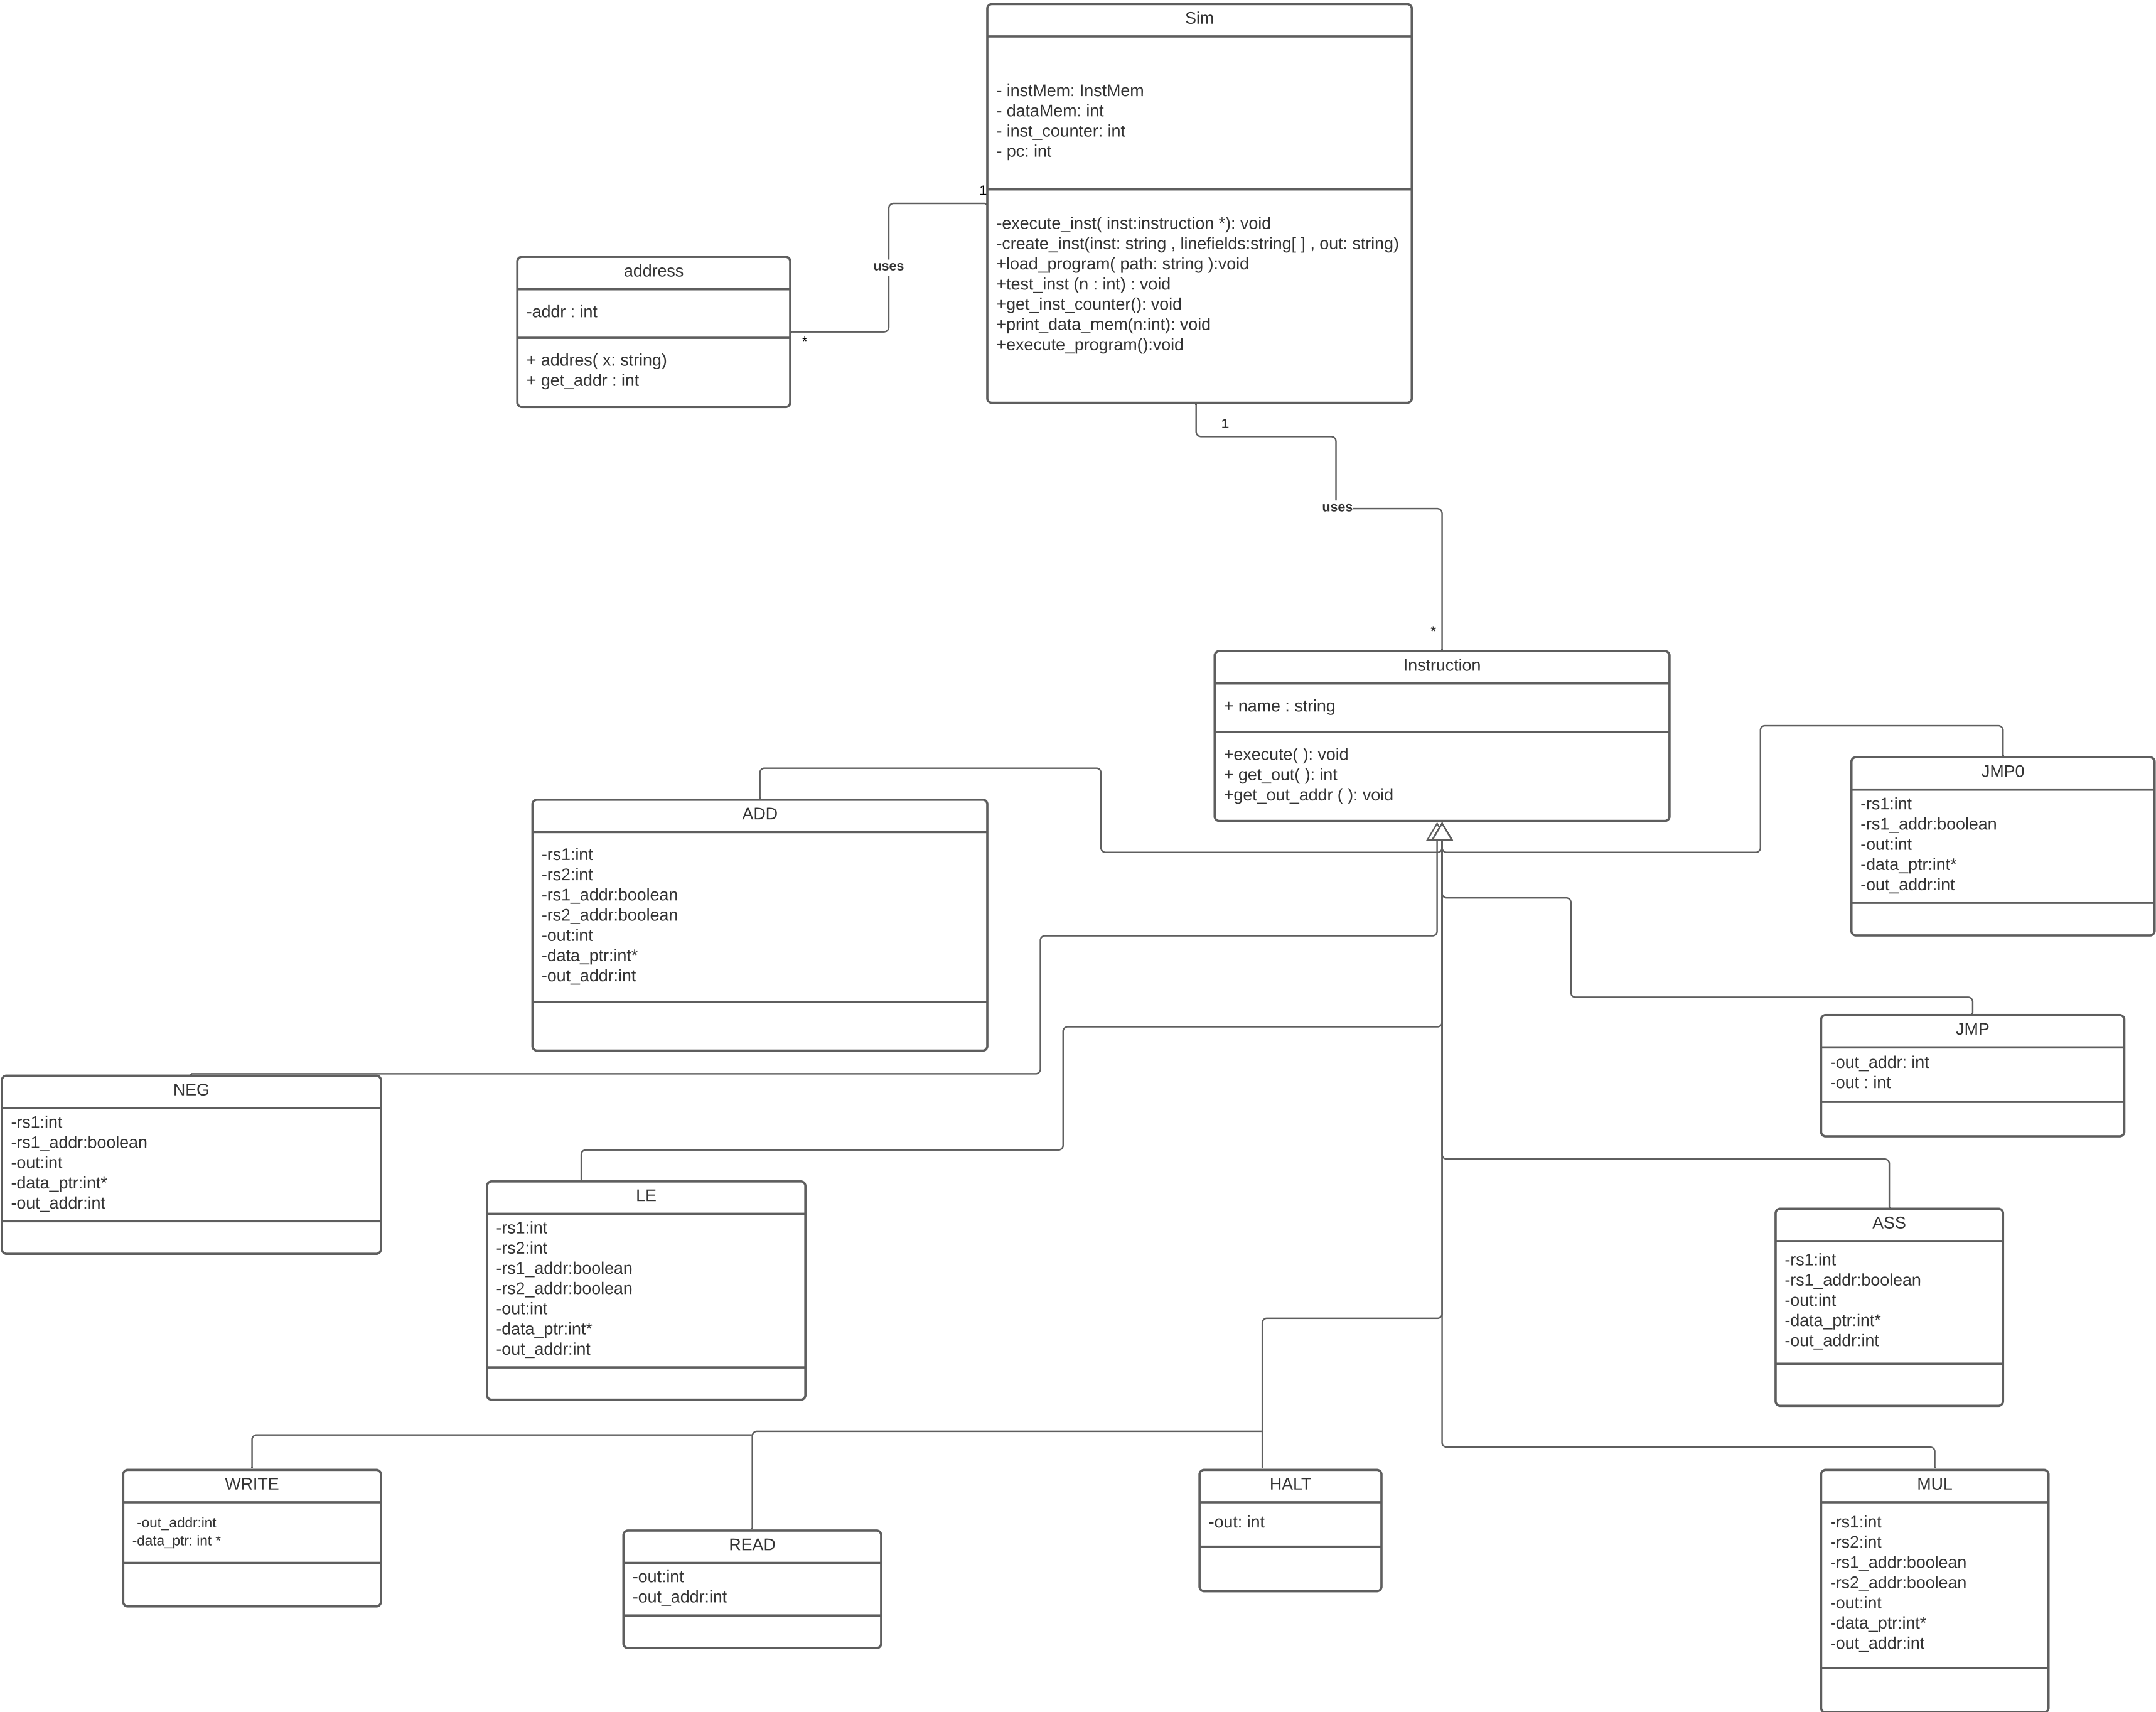 Sim
- instMem: InstMem
- dataMem: int
- inst_counter: int
- pc: int
-execute_inst( inst:instruction *): void
-create_inst(inst: string , linefields:string[ ] , out: string)
+load_program( path: string ):void
+test_inst (n : int) : void
+get_inst_counter(): void
+print_data_mem(n:int): void
+execute_program():void
1
uses
*
address
-addr : int
+ addres( x: string)
+ get_addr : int
1
uses
*
Instruction
+ name : string
+execute( ): void
+ get_out( ): int
+get_out_addr ( ): void
JMP0
-rs1:int
-rs1_addr:boolean
-out:int
-data_ptr:int*
-out_addr:int
ADD
-rs1:int
-rs2:int
-rs1_addr:boolean
-rs2_addr:boolean
-out:int
-data_ptr:int*
-out_addr:int
JMP
-out_addr: int
-out : int
NEG
-rs1:int
-rs1_addr:boolean
-out:int
-data_ptr:int*
-out_addr:int
LE
-rs1:int
-rs2:int
-rs1_addr:boolean
-rs2_addr:boolean
-out:int
-data_ptr:int*
-out_addr:int
ASS
-rs1:int
-rs1_addr:boolean
-out:int
-data_ptr:int*
-out_addr:int
WRITE
-out_addr:int
-data_ptr: int *
READ
-out:int
-out_addr:int
HALT
-out: int
MUL
-rs1:int
-rs2:int
-rs1_addr:boolean
-rs2_addr:boolean
-out:int
-data_ptr:int*
-out_addr:int